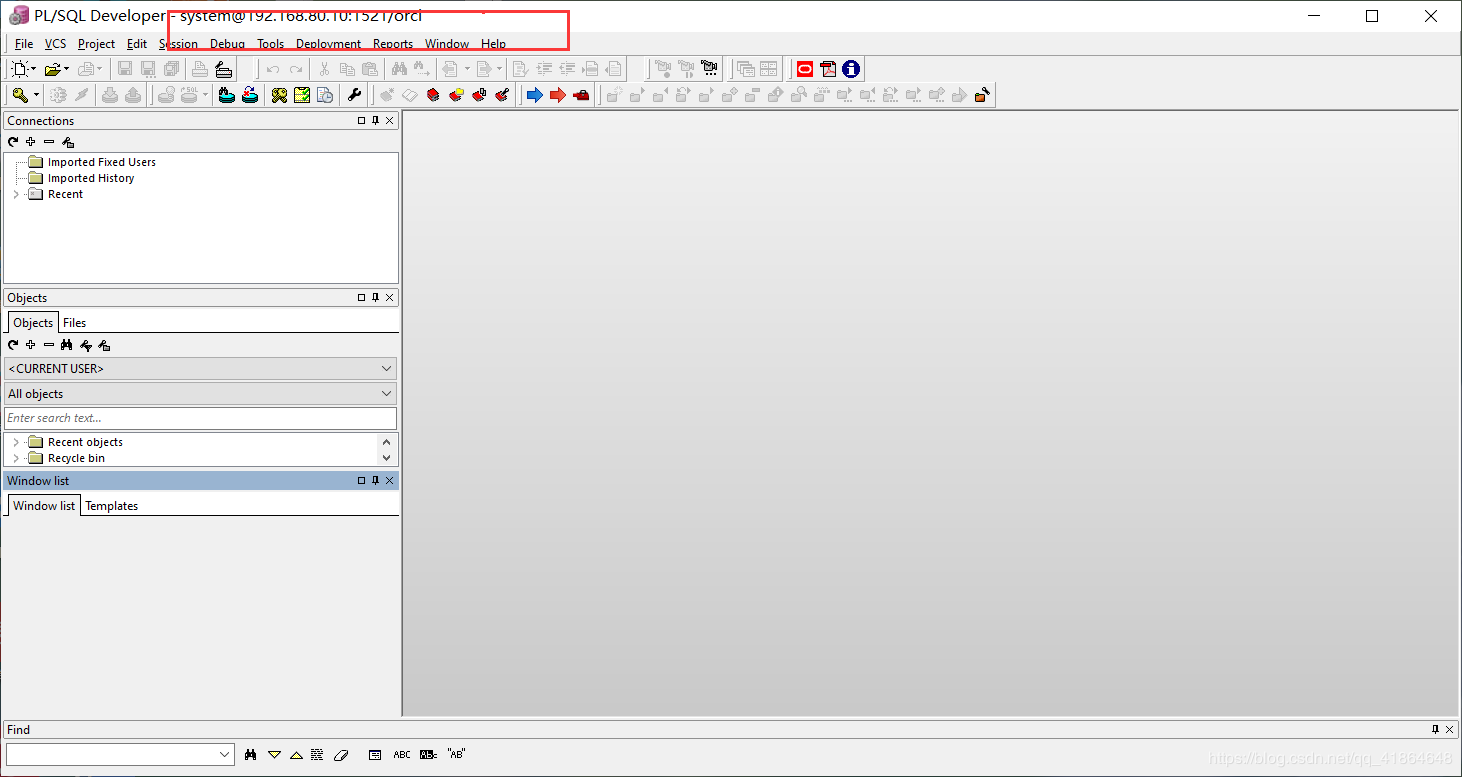 PL/SQL Developer - system@192.168.80.10:1521/orcl
File VCS Project Edit Session Debug Tools Deployment Reports Window Help
SQL
Connections
Imported Fixed Users
Imported History
Recent
Objects
Objects Files
<CURRENT USER>
All objects
Enter search text...
Recent objects
Recycle bin
Window list
Window list Templates
Find
ABC "AB"
https://blog.csdn.net/qq_41864648